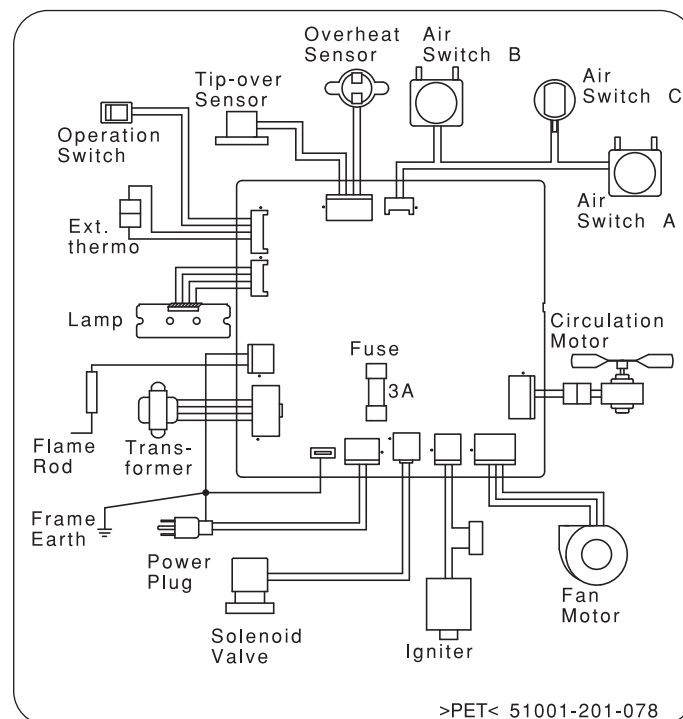 Overheat
Sensor
Air
Switch B
Tip-over
Sensor
Air
Switch C
Operation
Switch
Air
Switch A
Ext.
thermo
Lamp
Circulation
Motor
Fuse
3A
Flame
Rod
Trans-
former
Frame
Earth
Power
Plug
Solenoid
Valve
Igniter
Fan
Motor
>PET< 51001-201-078